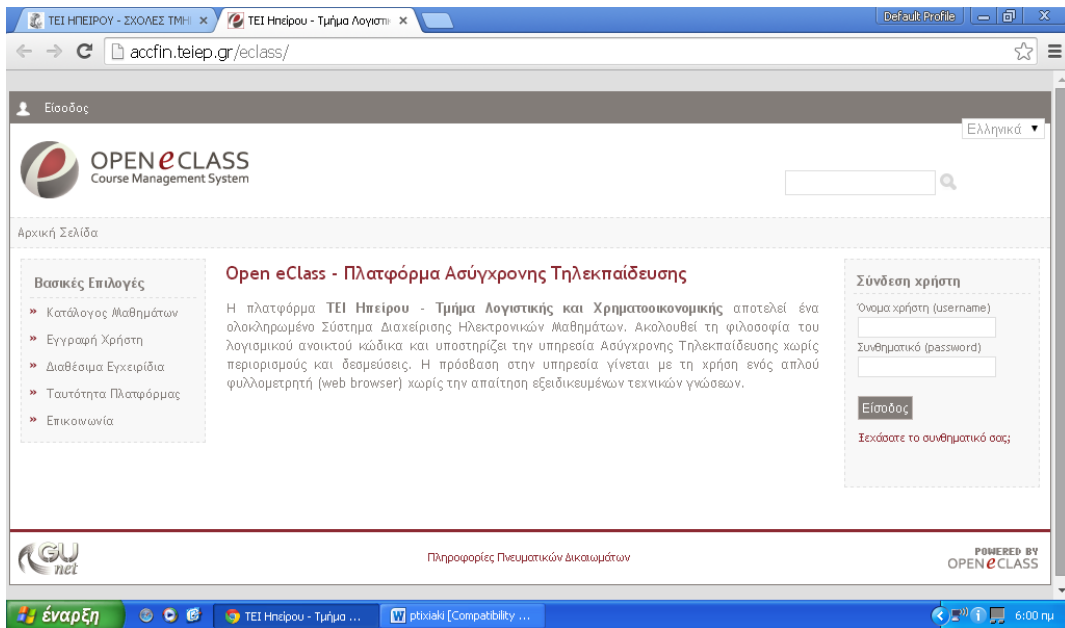 ΤΕΙ ΗΠΕΙΡΟΥ - ΣΧΟΛΕΣ ΤΜΗ
ΤΕΙ Ηπείρου - Τμήμα Λογιστι
Default Profile
accfin.teiep.gr/eclass/
Είσοδος
Ελληνικά
OPEN eCLASS
Course Management System
Αρχική Σελίδα
Βασικές Επιλογές
» Κατάλογος Μαθημάτων
» Εγγραφή Χρήστη
» Διαθέσιμα Εγχειρίδια
» Ταυτότητα Πλατφόρμας
» Επικοινωνία
Open eClass - Πλατφόρμα Ασύγχρονης Τηλεκπαίδευσης
Η πλατφόρμα ΤΕΙ Ηπείρου - Τμήμα Λογιστικής και Χρηματοοικονομικής αποτελεί ένα
ολοκληρωμένο Σύστημα Διαχείρισης Ηλεκτρονικών Μαθημάτων. Ακολουθεί τη φιλοσοφία του
λογισμικού ανοικτού κώδικα και υποστηρίζει την υπηρεσία Ασύγχρονης Τηλεκπαίδευσης χωρίς
περιορισμούς και δεσμεύσεις. Η πρόσβαση στην υπηρεσία γίνεται με τη χρήση ενός απλού
φυλλομετρητή (web browser) χωρίς την απαίτηση εξειδικευμένων τεχνικών γνώσεων.
Σύνδεση χρήστη
Όνομα χρήστη (username)
Συνθηματικό (password)
Είσοδος
Ξεχάσατε το συνθηματικό σας;
GU
net
Πληροφορίες Πνευματικών Δικαιωμάτων
POWERED BY
OPEN eCLASS
έναρξη
ΤΕΙ Ηπείρου - Τμήμα ...
ptixiaki [Compatibility ...
6:00 πμ